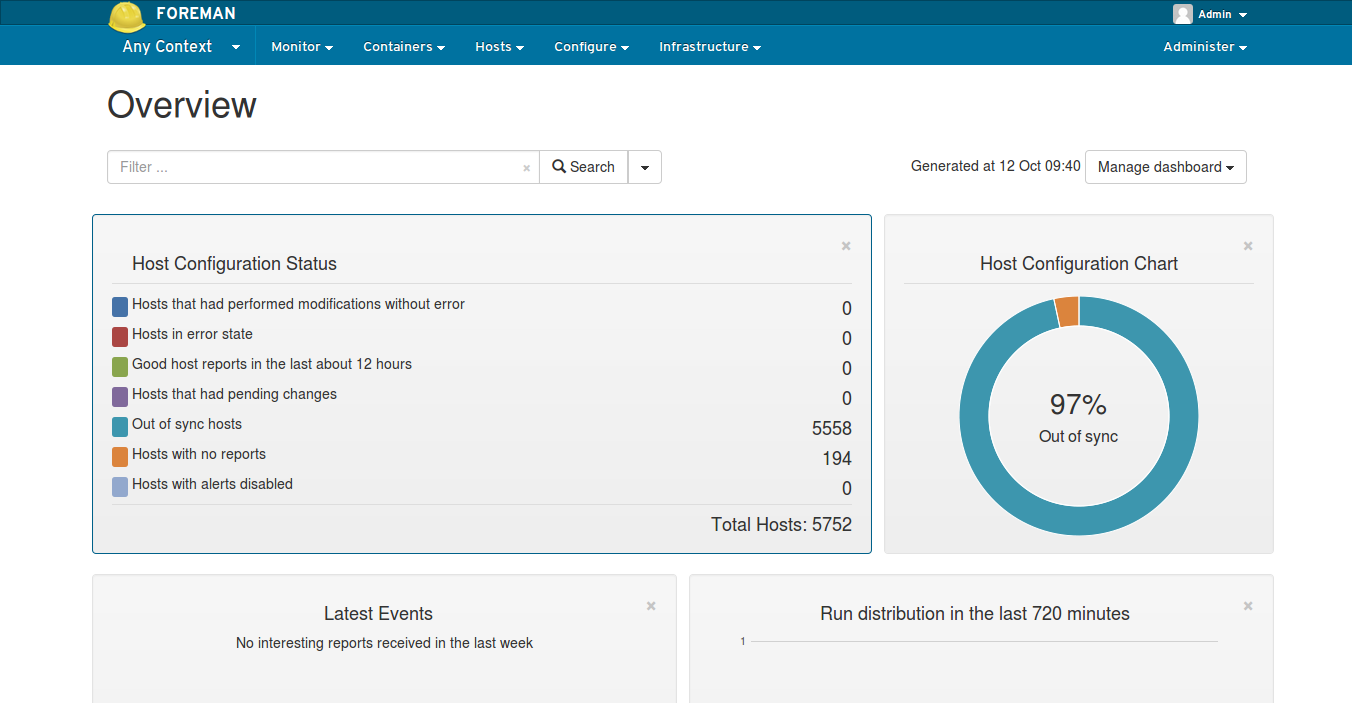 FOREMAN
Admin
Any Context
Monitor Containers Hosts Configure Infrastructure Administer
Overview
Filter ... × Search Generated at 12 Oct 09:40 Manage dashboard
×
Host Configuration Status
Hosts that had performed modifications without error 0
Hosts in error state 0
Good host reports in the last about 12 hours 0
Hosts that had pending changes 0
Out of sync hosts 5558
Hosts with no reports 194
Hosts with alerts disabled 0
Total Hosts: 5752
×
Host Configuration Chart
97%
Out of sync
×
Latest Events
No interesting reports received in the last week
×
Run distribution in the last 720 minutes
1